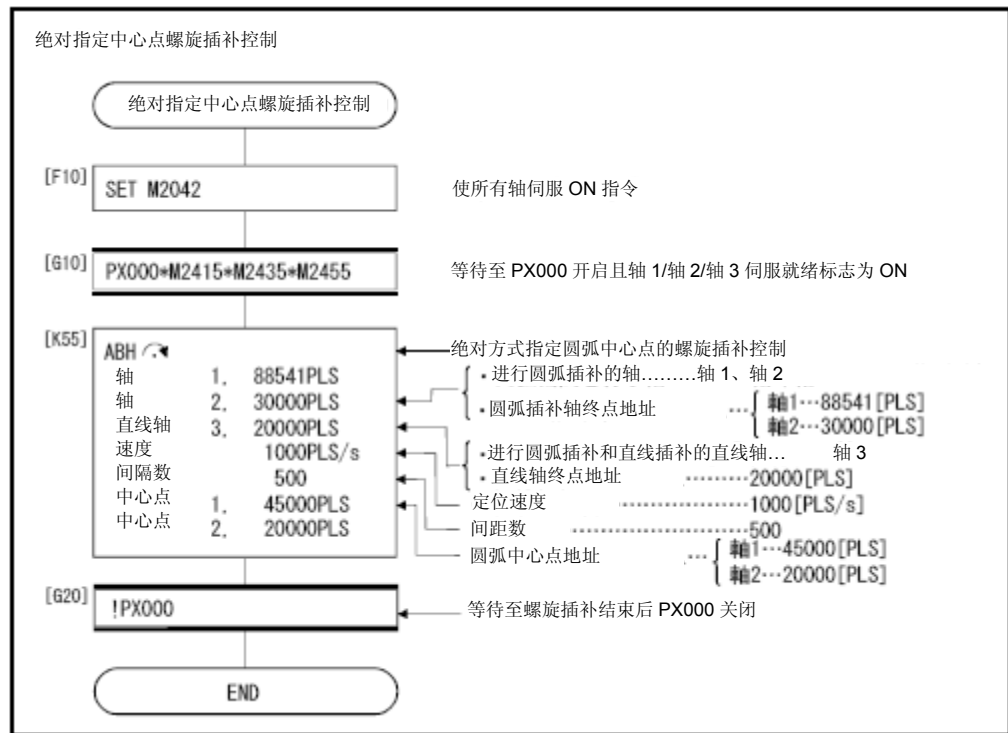 绝对指定中心点螺旋插补控制
绝对指定中心点螺旋插补控制
[F10] SET M2042 使所有轴伺服 ON 指令
[G10] PX000*M2415*M2435*M2455 等待至 PX000 开启且轴 1/轴 2/轴 3 伺服就绪标志为 ON
[K55] ABH
绝对方式指定圆弧中心点的螺旋插补控制
轴 1, 88541PLS
轴 2, 30000PLS
直线轴 3, 20000PLS
速度 1000PLS/s
间隔数 500
中心点 1, 45000PLS
中心点 2, 20000PLS
・进行圆弧插补的轴………轴 1、轴 2
・圆弧插补轴终点地址 … 軸1…88541[PLS]
軸2…30000[PLS]
・进行圆弧插补和直线插补的直线轴… 轴 3
・直线轴终点地址 ………20000[PLS]
定位速度 ………………1000[PLS/s]
间距数 ……………………500
圆弧中心点地址 … 軸1…45000[PLS]
軸2…20000[PLS]
[G20] !PX000 等待至螺旋插补结束后 PX000 关闭
END